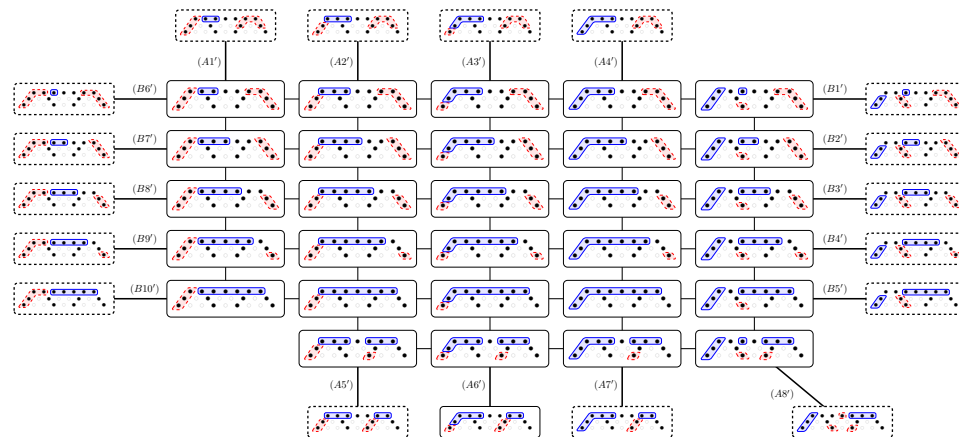 (A1′) (A2′) (A3′) (A4′)
(B6′) (B1′)
(B7′) (B2′)
(B8′) (B3′)
(B9′) (B4′)
(B10′) (B5′)
(A5′) (A6′) (A7′) (A8′)